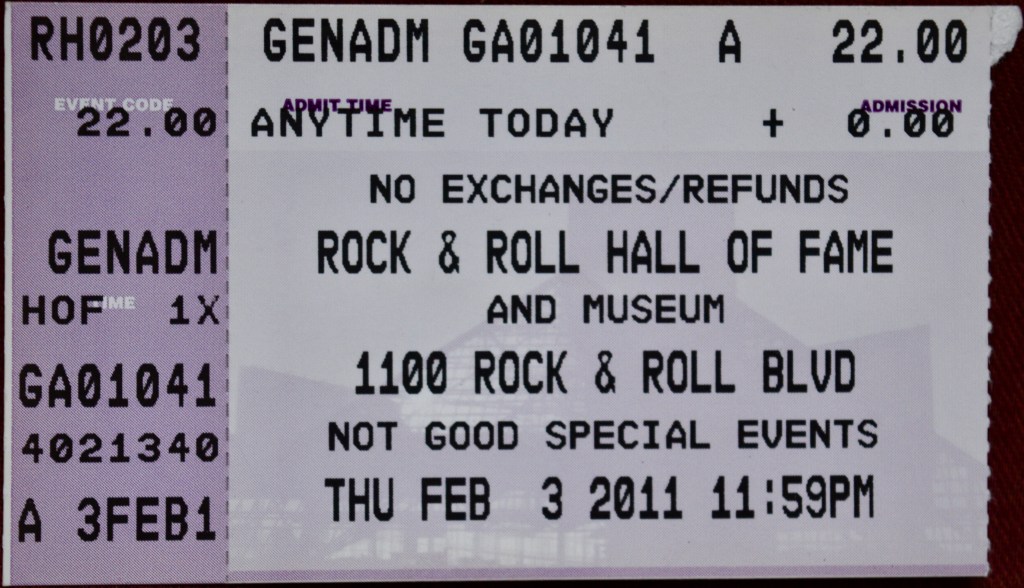 RH0203
EVENT CODE
22.00
GENADM
HOF TIME 1X
GA01041
4021340
A 3FEB1
GENADM GA01041 A 22.00
ADMIT TIME ADMISSION
ANYTIME TODAY + 0.00
NO EXCHANGES/REFUNDS
ROCK & ROLL HALL OF FAME
AND MUSEUM
1100 ROCK & ROLL BLVD
NOT GOOD SPECIAL EVENTS
THU FEB 3 2011 11:59PM